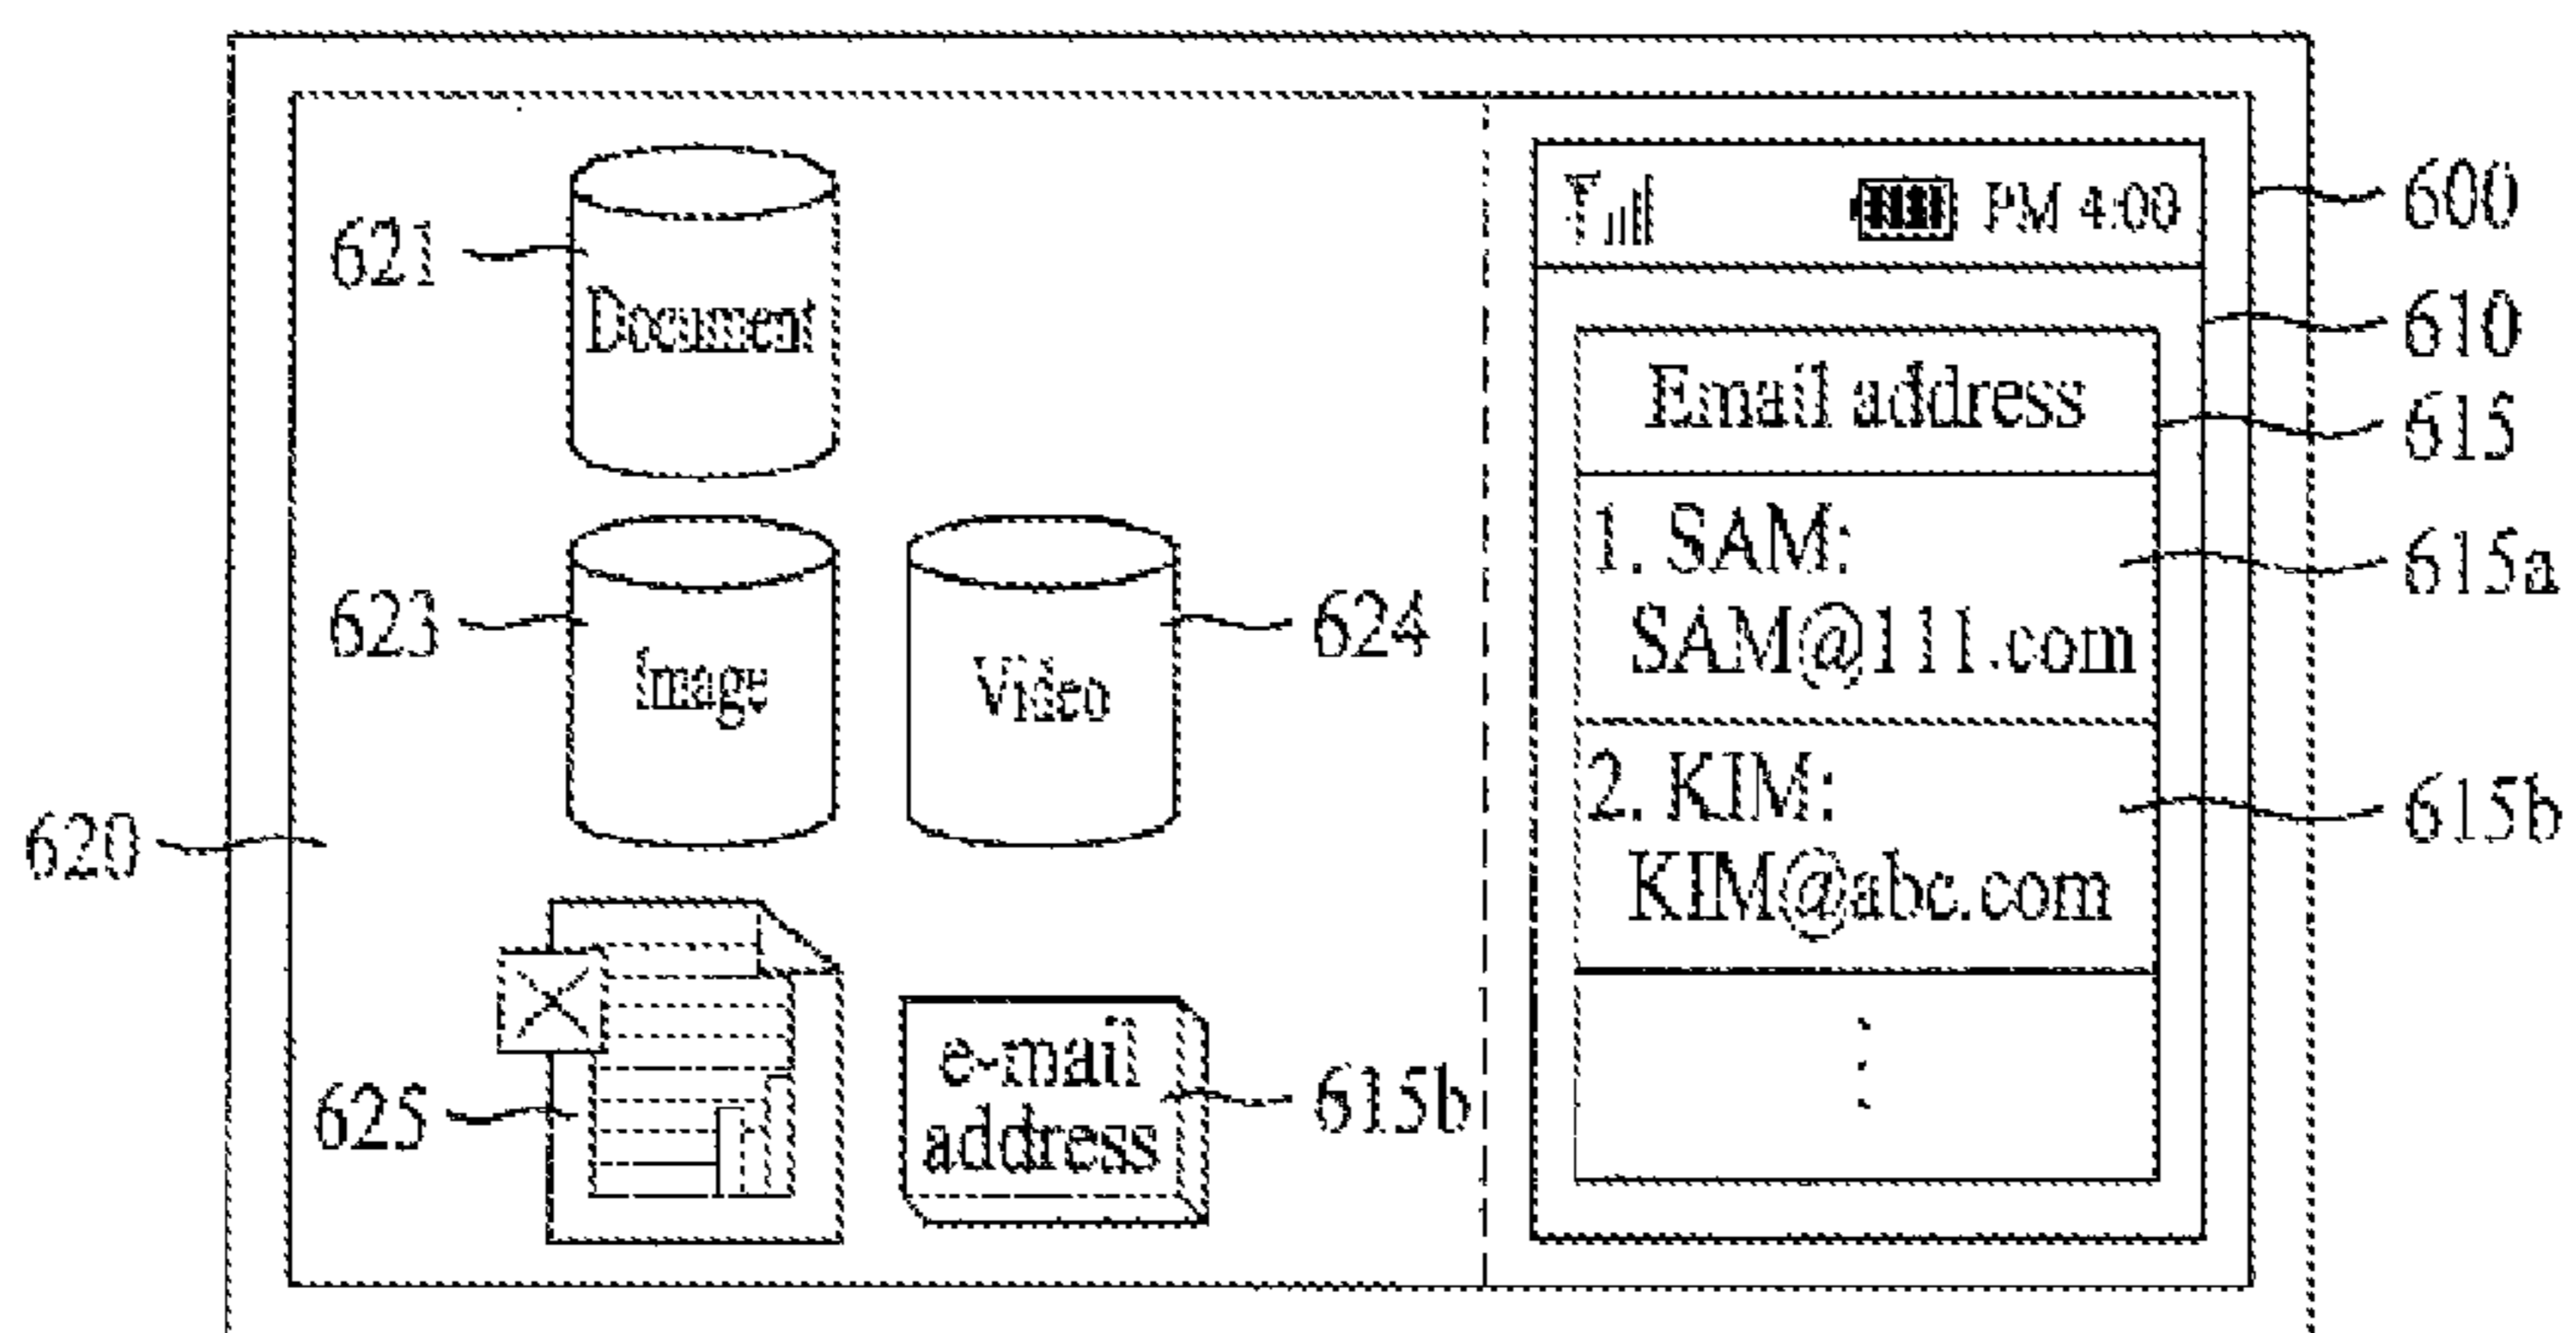 621
Document
623
Image
Video
624
620
625
e-mail
address
615b
PM 4:00
Email address
1. SAM:
SAM@111.com
2. KIM:
KIM@abc.com
600
610
615
615a
615b